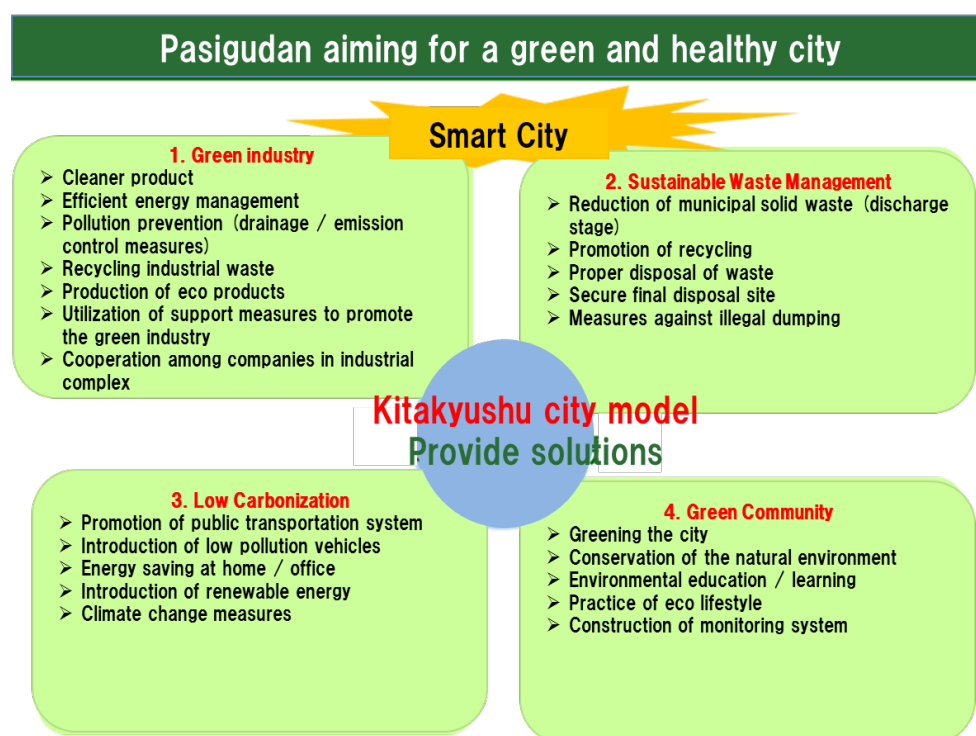 Pasigudan aiming for a green and healthy city
Smart City
1. Green industry
➢ Cleaner product
➢ Efficient energy management
➢ Pollution prevention (drainage / emission
control measures)
➢ Recycling industrial waste
➢ Production of eco products
➢ Utilization of support measures to promote
the green industry
➢ Cooperation among companies in industrial
complex
2. Sustainable Waste Management
➢ Reduction of municipal solid waste (discharge
stage)
➢ Promotion of recycling
➢ Proper disposal of waste
➢ Secure final disposal site
➢ Measures against illegal dumping
Kitakyushu city model
Provide solutions
3. Low Carbonization
➢ Promotion of public transportation system
➢ Introduction of low pollution vehicles
➢ Energy saving at home / office
➢ Introduction of renewable energy
➢ Climate change measures
4. Green Community
➢ Greening the city
➢ Conservation of the natural environment
➢ Environmental education / learning
➢ Practice of eco lifestyle
➢ Construction of monitoring system